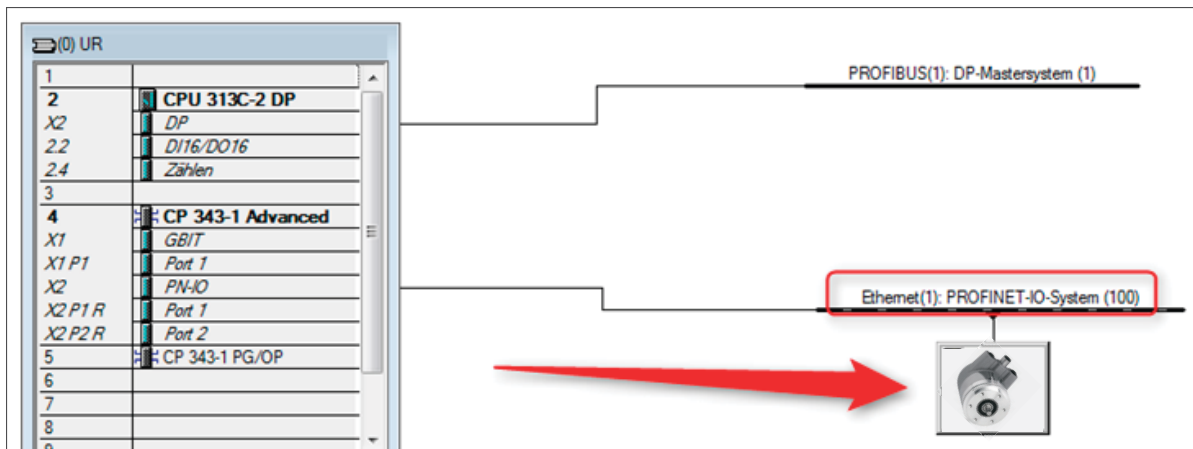 (0) UR
1
2 CPU 313C-2 DP
X2 DP
2.2 DI16/DO16
2.4 Zählen
3
4 CP 343-1 Advanced
X1 GBIT
X1 P1 Port 1
X2 PN-IO
X2 P1 R Port 1
X2 P2 R Port 2
5 CP 343-1 PG/OP
6
7
8
9
PROFIBUS(1): DP-Mastersystem (1)
Ethernet(1): PROFINET-IO-System (100)